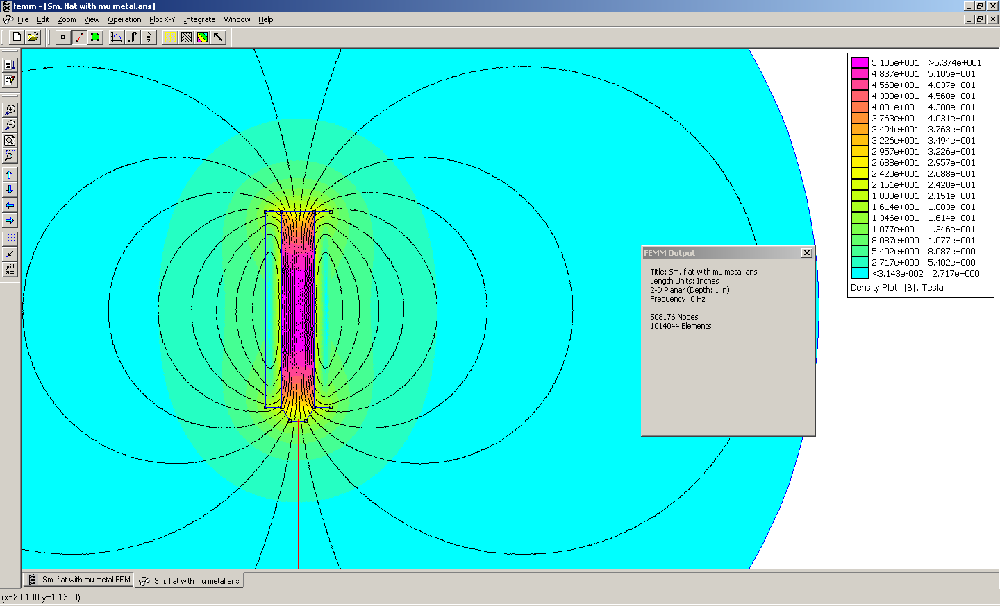 femm - [Sm. flat with mu metal.ans]
File Edit Zoom View Operation Plot X-Y Integrate Window Help
5.105e+001 : >5.374e+001
4.837e+001 : 5.105e+001
4.568e+001 : 4.837e+001
4.300e+001 : 4.568e+001
4.031e+001 : 4.300e+001
3.763e+001 : 4.031e+001
3.494e+001 : 3.763e+001
3.226e+001 : 3.494e+001
2.957e+001 : 3.226e+001
2.688e+001 : 2.957e+001
2.420e+001 : 2.688e+001
2.151e+001 : 2.420e+001
1.883e+001 : 2.151e+001
1.614e+001 : 1.883e+001
1.346e+001 : 1.614e+001
1.077e+001 : 1.346e+001
8.087e+000 : 1.077e+001
5.402e+000 : 8.087e+000
2.717e+000 : 5.402e+000
<3.143e-002 : 2.717e+000
Density Plot: |B|, Tesla
FEMM Output
Title: Sm. flat with mu metal.ans
Length Units: Inches
2-D Planar (Depth: 1 in)
Frequency: 0 Hz
508176 Nodes
1014044 Elements
grid
size
Sm. flat with mu metal.FEM
Sm. flat with mu metal.ans
(x=2.0100,y=1.1300)